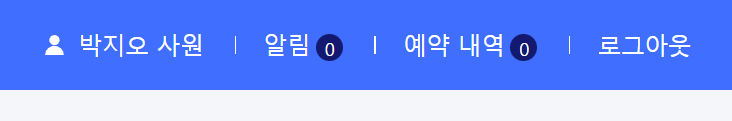 박지오 사원 | 알림 0 | 예약 내역 0 | 로그아웃